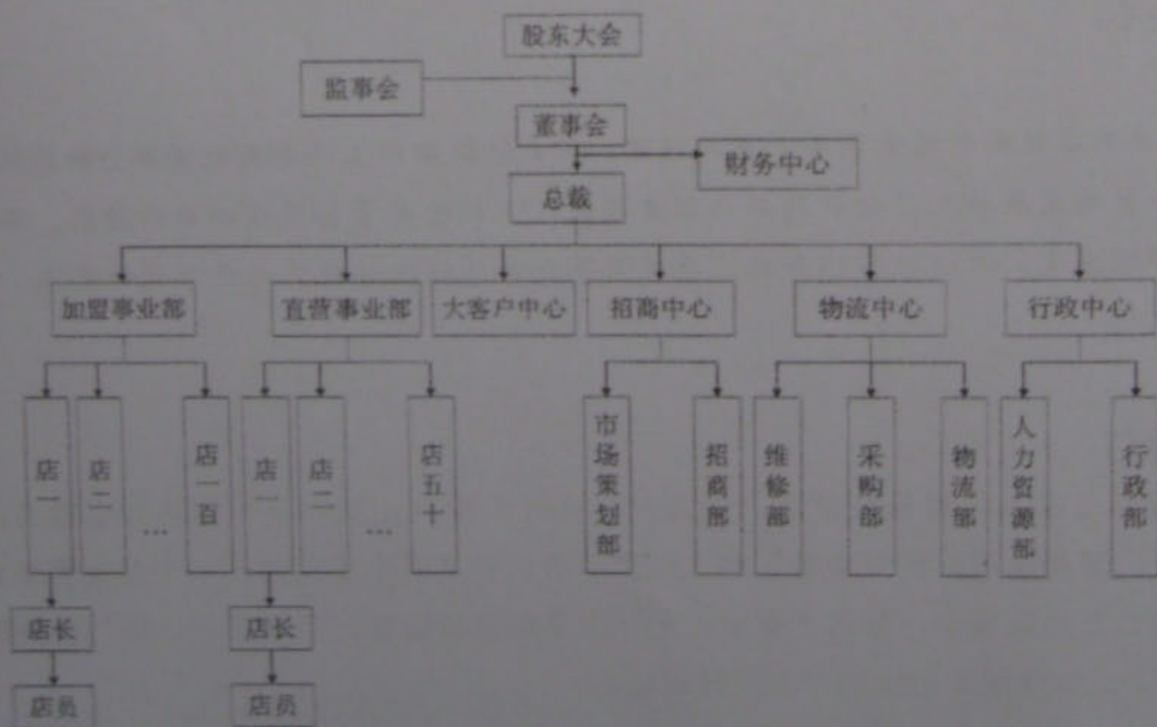 股东大会
监事会
董事会
财务中心
总裁
加盟事业部
直营事业部
大客户中心
招商中心
物流中心
行政中心
店一
店二
…
店一百
店一
店二
…
店五十
市场策划部
招商部
维修部
采购部
物流部
人力资源部
行政部
店长
店长
店员
店员